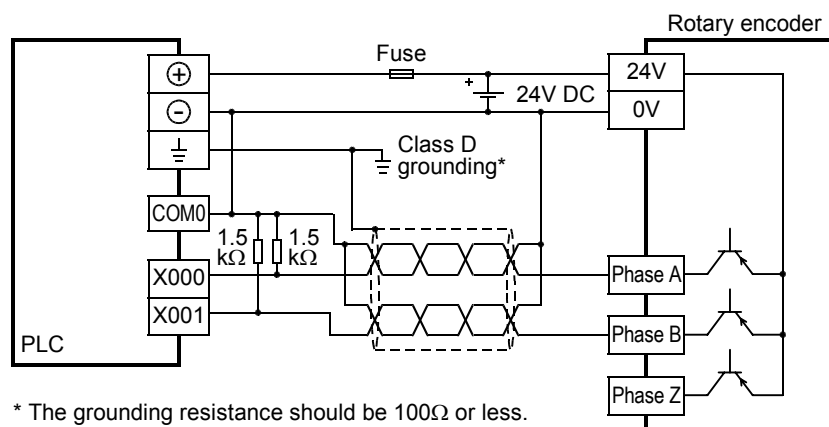 Rotary encoder
Fuse
24V
+
24V DC
0V
Class D
grounding*
COM0
1.5
kΩ
1.5
kΩ
X000
Phase A
X001
Phase B
PLC
Phase Z
* The grounding resistance should be 100Ω or less.